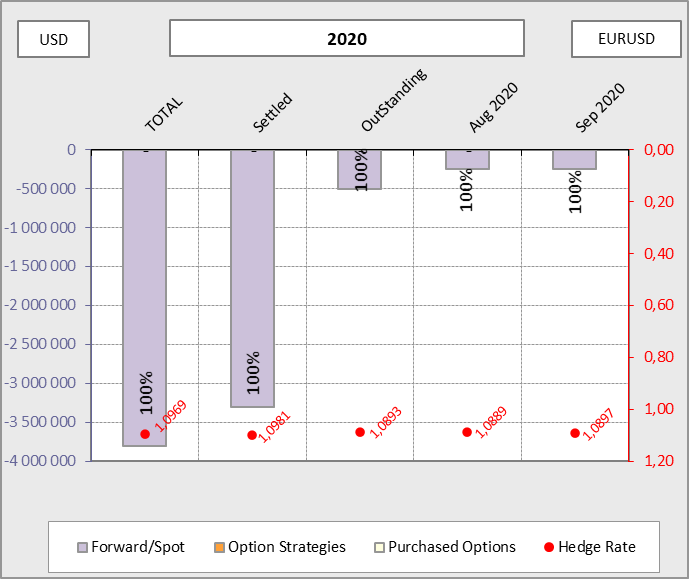 USD 2020 EURUSD
TOTAL Settled OutStanding Aug 2020 Sep 2020
0 0,00
-500 000 0,20
-1 000 000 0,40
-1 500 000
-2 000 000 0,60
-2 500 000 0,80
-3 000 000
-3 500 000 1,00
-4 000 000 1,20
100% 100% 100% 100% 100%
1,0969 1,0981 1,0893 1,0889 1,0897
Forward/Spot Option Strategies Purchased Options Hedge Rate